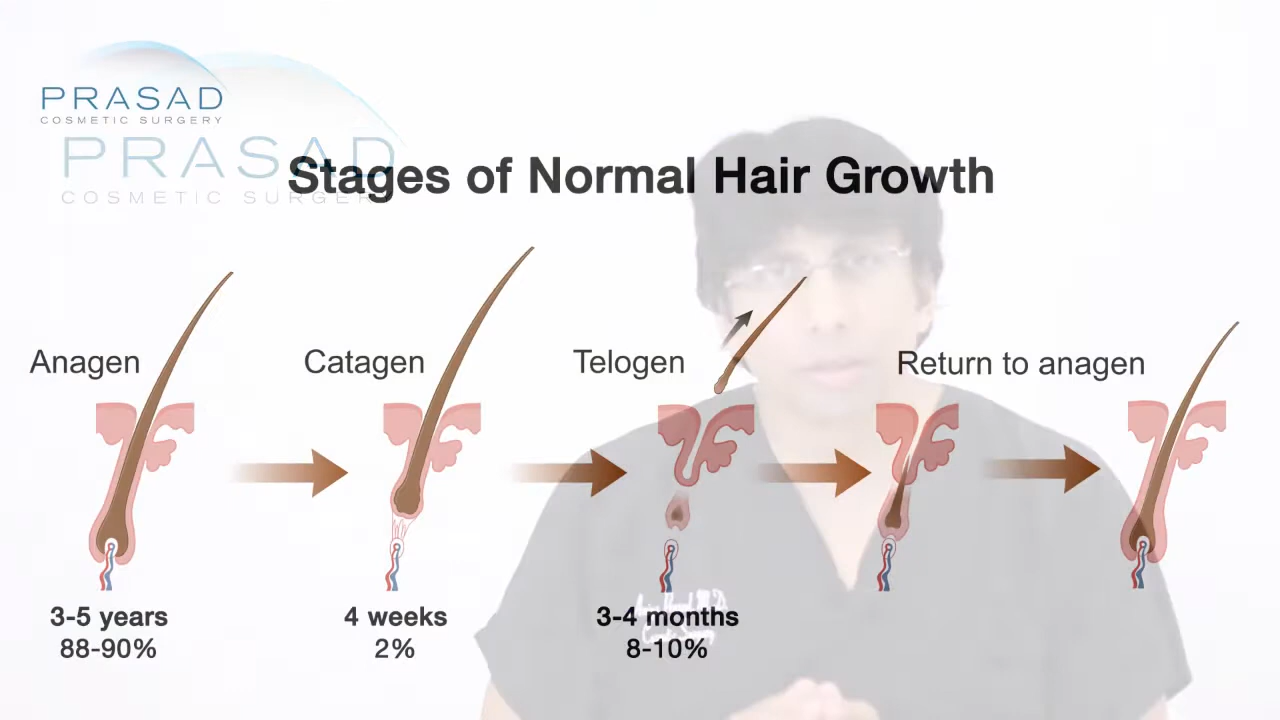 PRASAD
COSMETIC SURGERY
PRASAD
COSMETIC SURGERY
Stages of Normal Hair Growth
Anagen
Catagen
Telogen
Return to anagen
3-5 years
88-90%
4 weeks
2%
3-4 months
8-10%